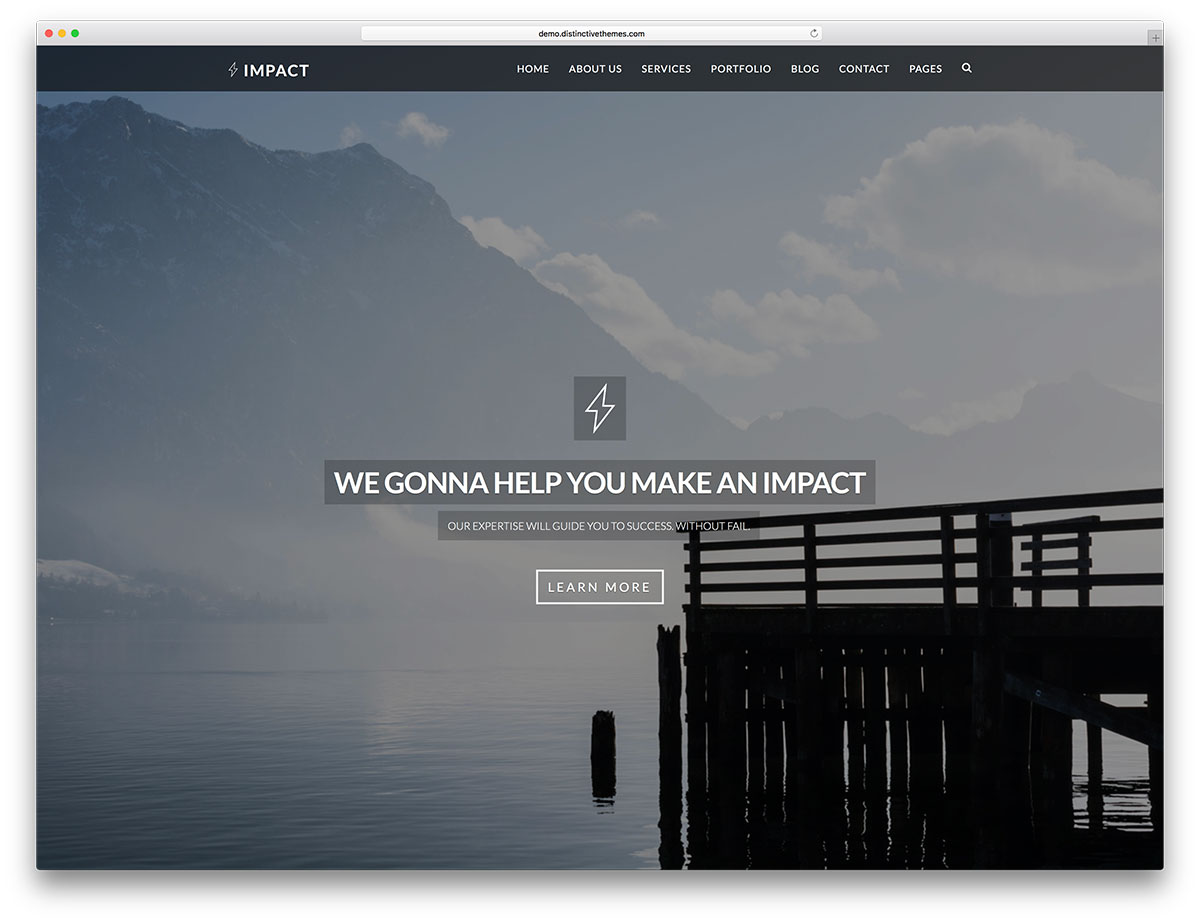 demo.distinctivethemes.com
IMPACT
HOME ABOUT US SERVICES PORTFOLIO BLOG CONTACT PAGES
WE GONNA HELP YOU MAKE AN IMPACT
OUR EXPERTISE WILL GUIDE YOU TO SUCCESS. WITHOUT FAIL.
LEARN MORE